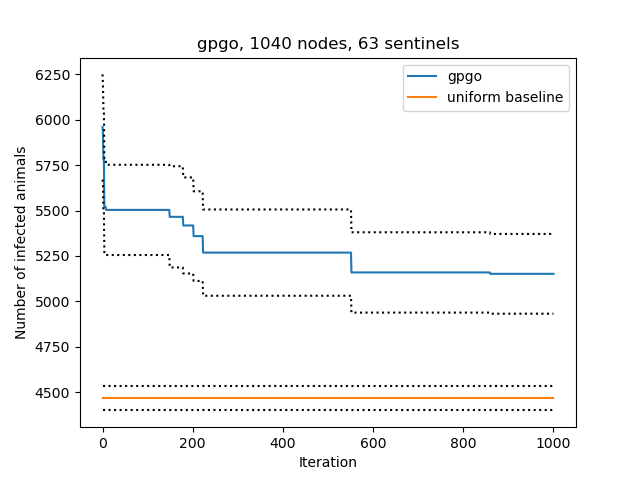 gpgo, 1040 nodes, 63 sentinels
gpgo
uniform baseline
Number of infected animals
6250
6000
5750
5500
5250
5000
4750
4500
0 200 400 600 800 1000
Iteration